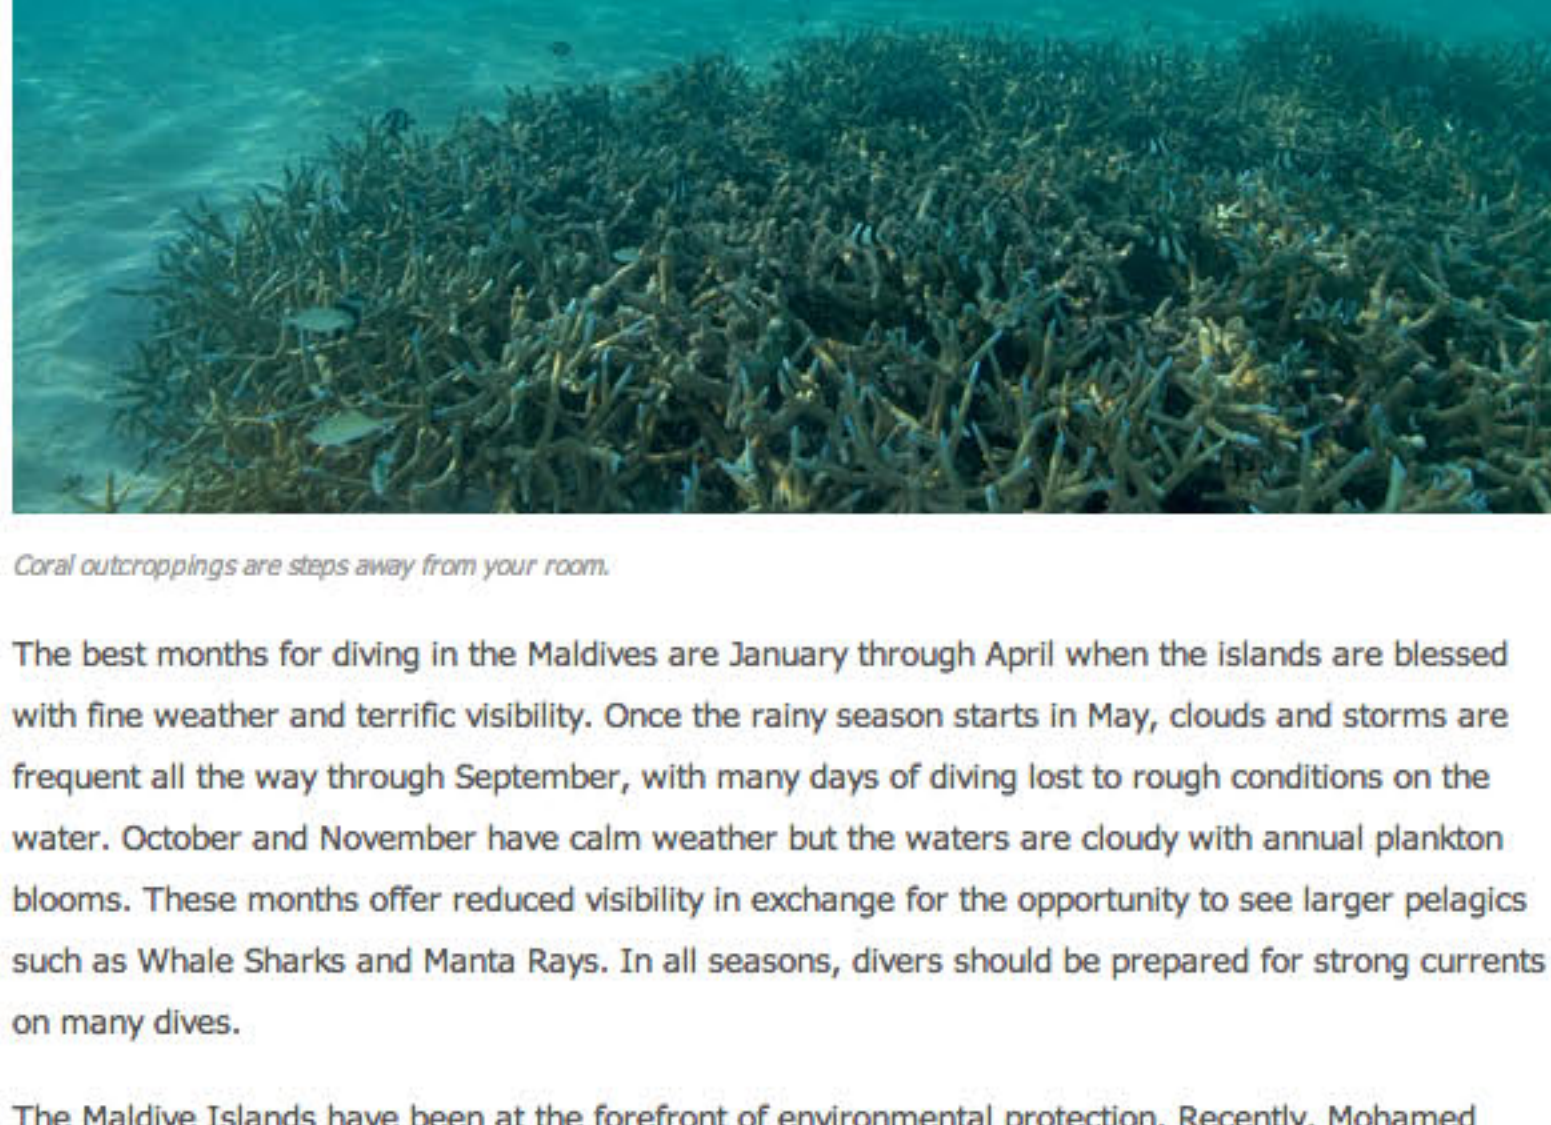 Coral outcroppings are steps away from your room.
The best months for diving in the Maldives are January through April when the islands are blessed
with fine weather and terrific visibility. Once the rainy season starts in May, clouds and storms are
frequent all the way through September, with many days of diving lost to rough conditions on the
water. October and November have calm weather but the waters are cloudy with annual plankton
blooms. These months offer reduced visibility in exchange for the opportunity to see larger pelagics
such as Whale Sharks and Manta Rays. In all seasons, divers should be prepared for strong currents
on many dives.
The Maldive Islands have been at the forefront of environmental protection. Recently, Mohamed